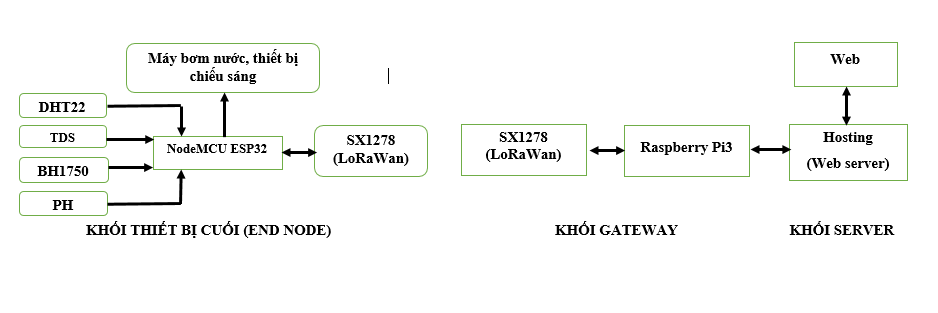 Máy bơm nước, thiết bị
chiếu sáng
DHT22
TDS
BH1750
PH
NodeMCU ESP32
SX1278
(LoRaWan)
KHỐI THIẾT BỊ CUỐI (END NODE)
SX1278
(LoRaWan)
Raspberry Pi3
KHỐI GATEWAY
Web
Hosting
(Web server)
KHỐI SERVER